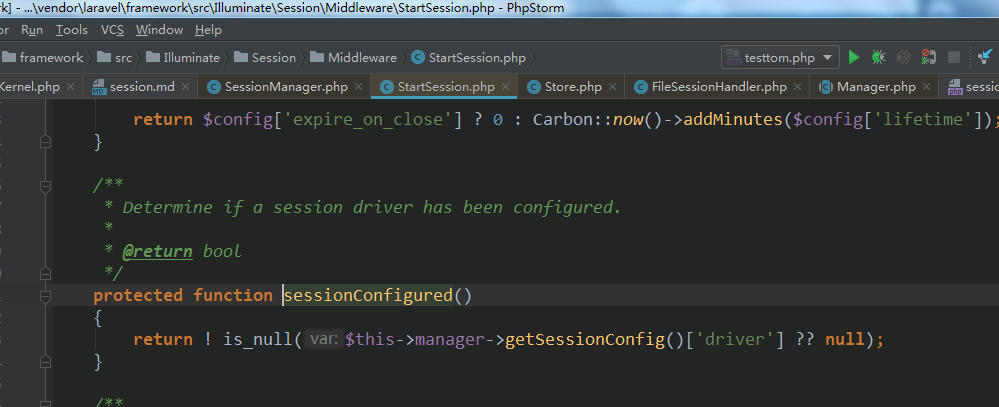 k] - ...\vendor\laravel\framework\src\Illuminate\Session\Middleware\StartSession.php - PhpStorm
or Run Tools VCS Window Help
framework src Illuminate Session Middleware StartSession.php testtom.php
Kernel.php session.md SessionManager.php StartSession.php Store.php FileSessionHandler.php Manager.php sessio
return $config['expire_on_close'] ? 0 : Carbon::now()->addMinutes($config['lifetime']);
}
/**
* Determine if a session driver has been configured.
*
* @return bool
*/
protected function sessionConfigured()
{
return ! is_null( var: $this->manager->getSessionConfig()['driver'] ?? null);
}
/**